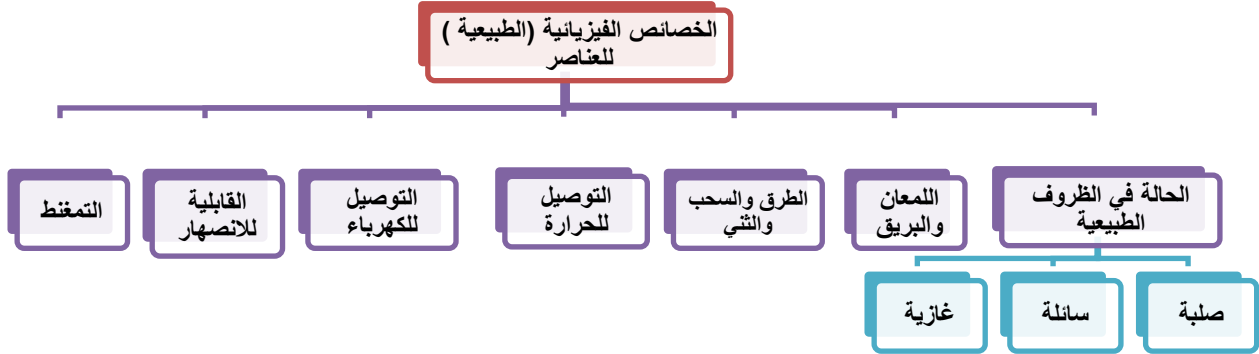 الخصائص الفيزيائية (الطبيعية )
للعناصر
الحالة في الظروف
الطبيعية
اللمعان
والبريق
الطرق والسحب
والثني
التوصيل
للحرارة
التوصيل
للكهرباء
القابلية
للانصهار
التمغنط
صلبة
سائلة
غازية